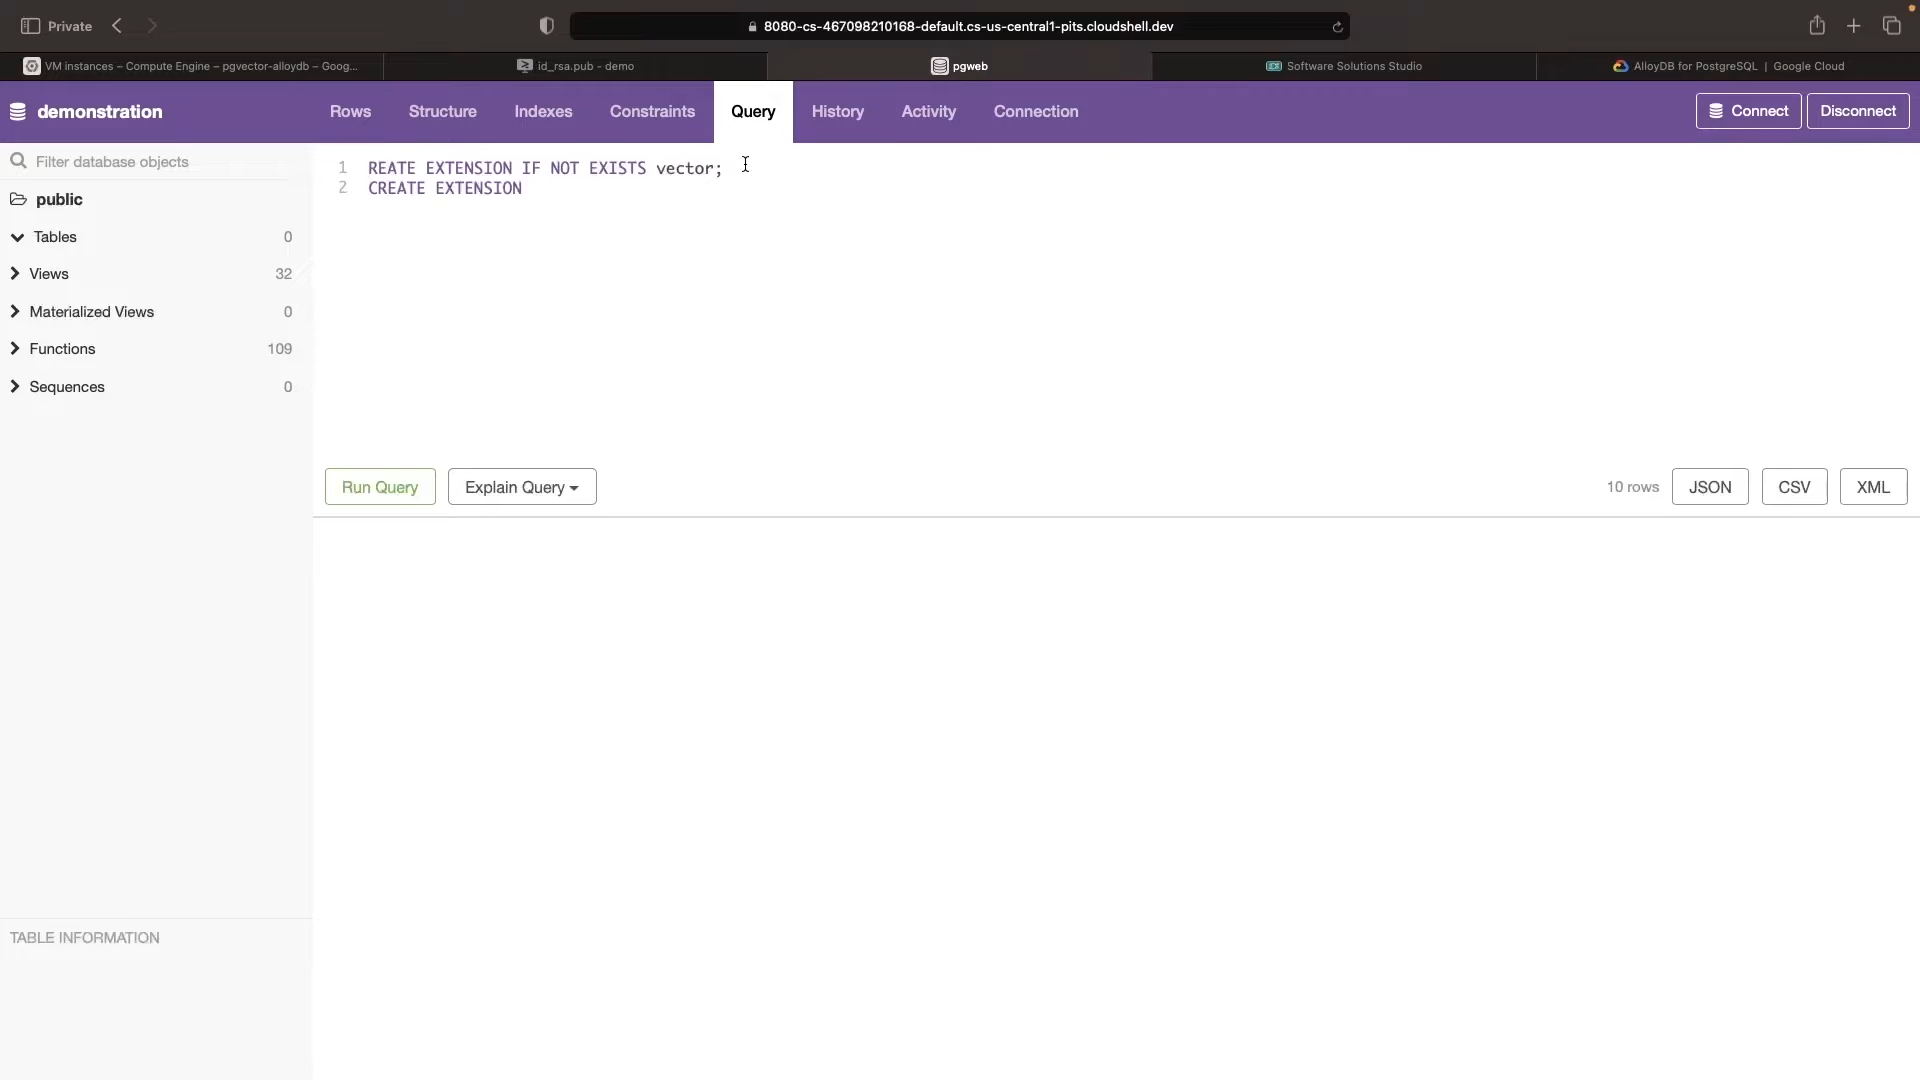 Private
8080-cs-467098210168-default.cs-us-central1-pits.cloudshell.dev
VM instances – Compute Engine – pgvector-alloydb – Goog...
id_rsa.pub - demo
pgweb
Software Solutions Studio
AlloyDB for PostgreSQL | Google Cloud
demonstration
Rows
Structure
Indexes
Constraints
Query
History
Activity
Connection
Connect
Disconnect
Filter database objects
public
Tables 0
Views 32
Materialized Views 0
Functions 109
Sequences 0
1 REATE EXTENSION IF NOT EXISTS vector;
2 CREATE EXTENSION
Run Query
Explain Query
10 rows
JSON
CSV
XML
TABLE INFORMATION